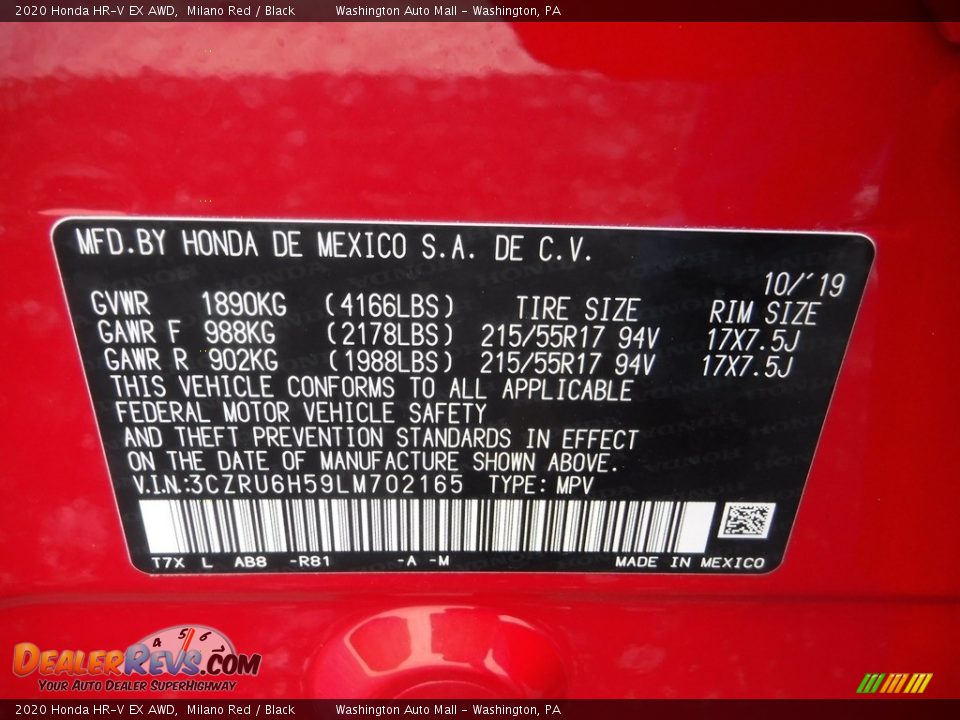 2020 Honda HR-V EX AWD, Milano Red / Black Washington Auto Mall - Washington, PA
MFD.BY HONDA DE MEXICO S.A. DE C.V.
10/'19
GVWR 1890KG (4166LBS) TIRE SIZE RIM SIZE
GAWR F 988KG (2178LBS) 215/55R17 94V 17X7.5J
GAWR R 902KG (1988LBS) 215/55R17 94V 17X7.5J
THIS VEHICLE CONFORMS TO ALL APPLICABLE
FEDERAL MOTOR VEHICLE SAFETY
AND THEFT PREVENTION STANDARDS IN EFFECT
ON THE DATE OF MANUFACTURE SHOWN ABOVE.
V.I.N.:3CZRU6H59LM702165 TYPE: MPV
T7X L AB8 -R81 -A -M MADE IN MEXICO
4 5 6
DEALERREVS.COM
YOUR AUTO DEALER SUPERHIGHWAY
2020 Honda HR-V EX AWD, Milano Red / Black Washington Auto Mall - Washington, PA